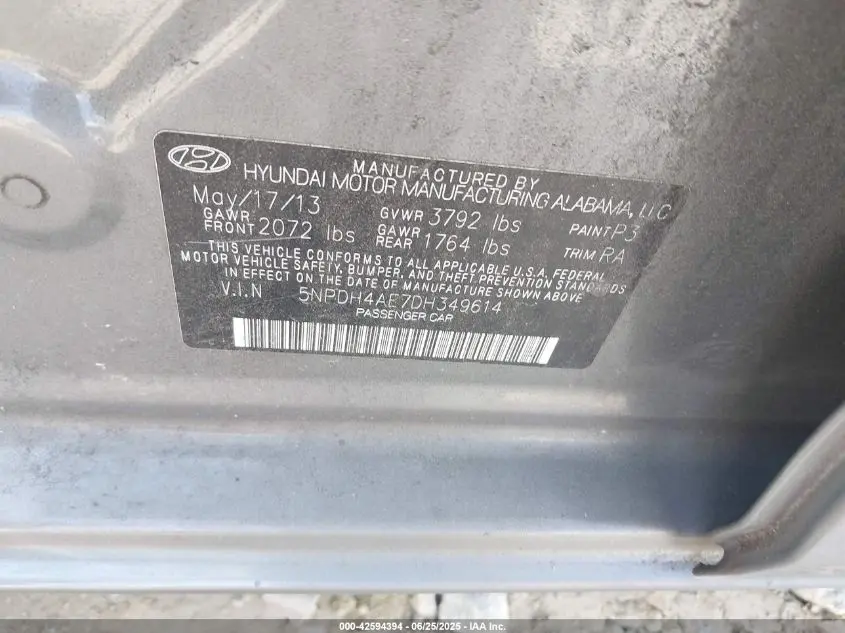 MANUFACTURED BY
HYUNDAI MOTOR MANUFACTURING ALABAMA, LLC
May/17/13 GVWR 3792 lbs PAINT P3
GAWR FRONT 2072 lbs GAWR REAR 1764 lbs TRIM RA
THIS VEHICLE CONFORMS TO ALL APPLICABLE U.S.A. FEDERAL
MOTOR VEHICLE SAFETY, BUMPER, AND THEFT PREVENTION STANDARDS
IN EFFECT ON THE DATE OF MANUFACTURE SHOWN ABOVE
V.I.N 5NPDH4AE7DH349614
PASSENGER CAR
000-42594394 - 06/25/2025 - IAA Inc.